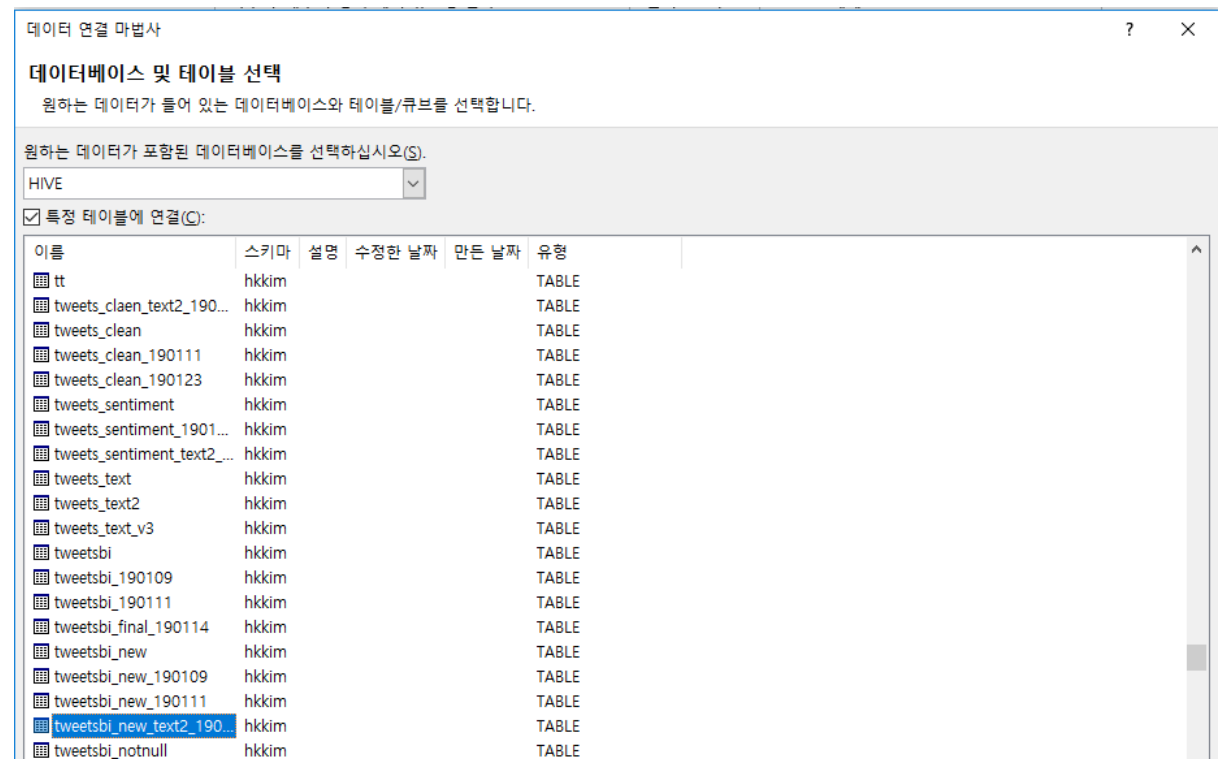 데이터 연결 마법사 ? ×
데이터베이스 및 테이블 선택
원하는 데이터가 들어 있는 데이터베이스와 테이블/큐브를 선택합니다.
원하는 데이터가 포함된 데이터베이스를 선택하십시오(S).
HIVE
특정 테이블에 연결(C):
이름 스키마 설명 수정한 날짜 만든 날짜 유형
tt hkkim TABLE
tweets_claen_text2_190... hkkim TABLE
tweets_clean hkkim TABLE
tweets_clean_190111 hkkim TABLE
tweets_clean_190123 hkkim TABLE
tweets_sentiment hkkim TABLE
tweets_sentiment_1901... hkkim TABLE
tweets_sentiment_text2_... hkkim TABLE
tweets_text hkkim TABLE
tweets_text2 hkkim TABLE
tweets_text_v3 hkkim TABLE
tweetsbi hkkim TABLE
tweetsbi_190109 hkkim TABLE
tweetsbi_190111 hkkim TABLE
tweetsbi_final_190114 hkkim TABLE
tweetsbi_new hkkim TABLE
tweetsbi_new_190109 hkkim TABLE
tweetsbi_new_190111 hkkim TABLE
tweetsbi_new_text2_190... hkkim TABLE
tweetsbi_notnull hkkim TABLE